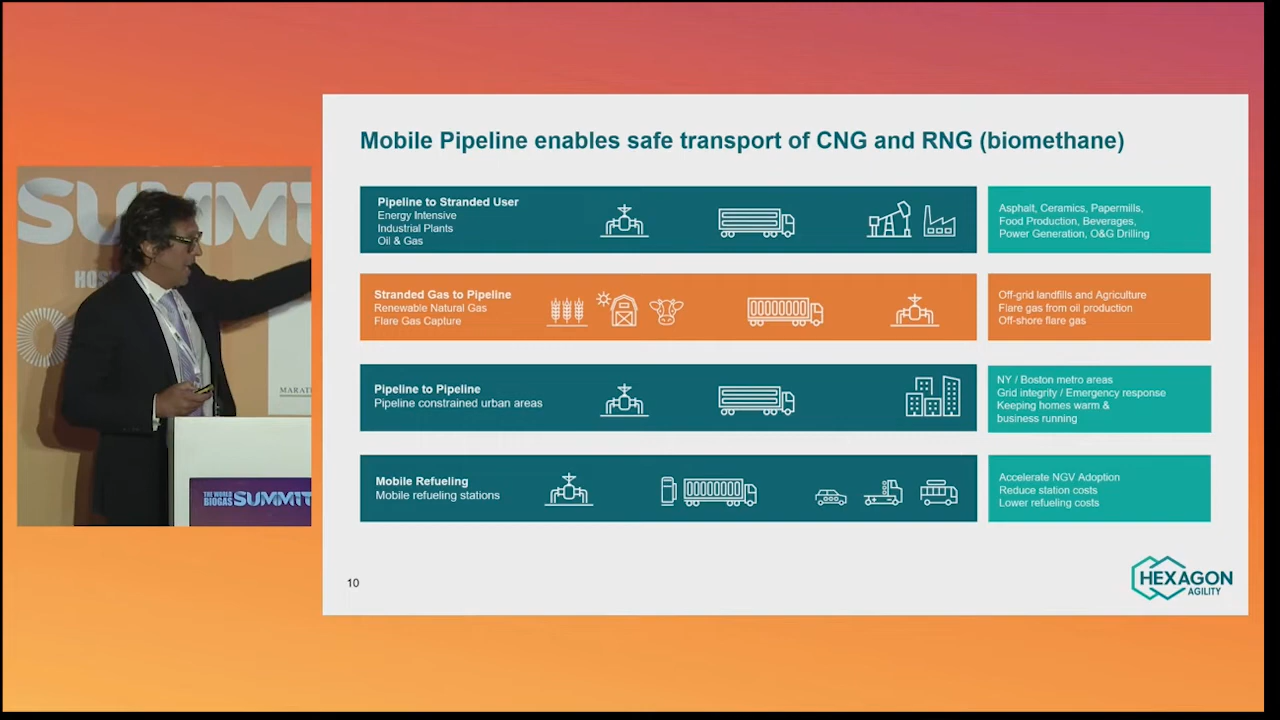 SUMMIT
HOS
MARAT
THE WORLD
BIOGAS SUMMIT
Mobile Pipeline enables safe transport of CNG and RNG (biomethane)
Pipeline to Stranded User
Energy Intensive
Industrial Plants
Oil & Gas
Asphalt, Ceramics, Papermills,
Food Production, Beverages,
Power Generation, O&G Drilling
Stranded Gas to Pipeline
Renewable Natural Gas
Flare Gas Capture
Off-grid landfills and Agriculture
Flare gas from oil production
Off-shore flare gas
Pipeline to Pipeline
Pipeline constrained urban areas
NY / Boston metro areas
Grid integrity / Emergency response
Keeping homes warm &
business running
Mobile Refueling
Mobile refueling stations
Accelerate NGV Adoption
Reduce station costs
Lower refueling costs
10
HEXAGON
AGILITY